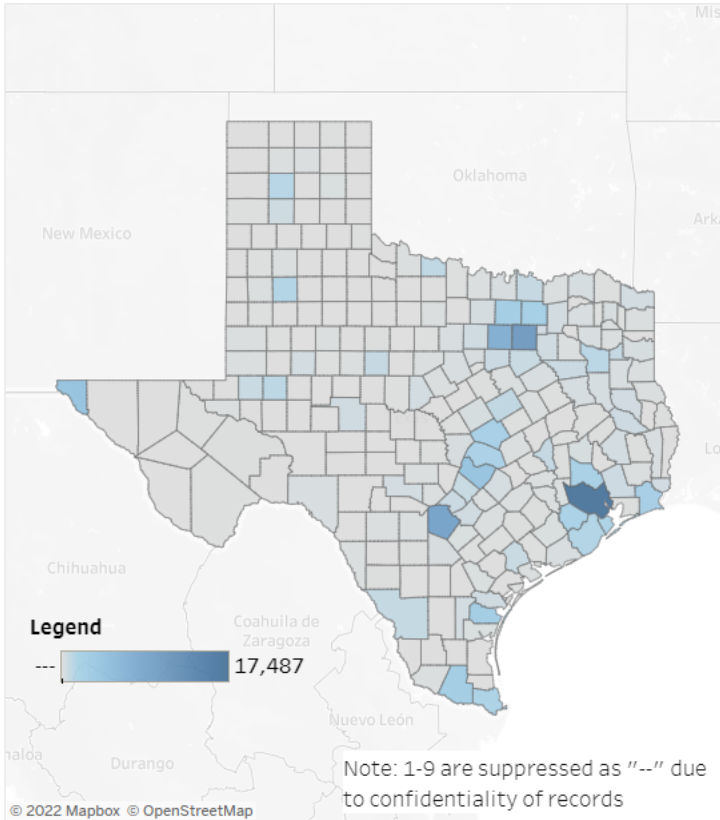 Mis
Oklahoma
New Mexico
Arka
Lo
Chihuahua
Coahuila de
Zaragoza
Legend
--- 17,487
Nuevo León
naloa
Durango
Note: 1-9 are suppressed as "--" due
to confidentiality of records
© 2022 Mapbox © OpenStreetMap